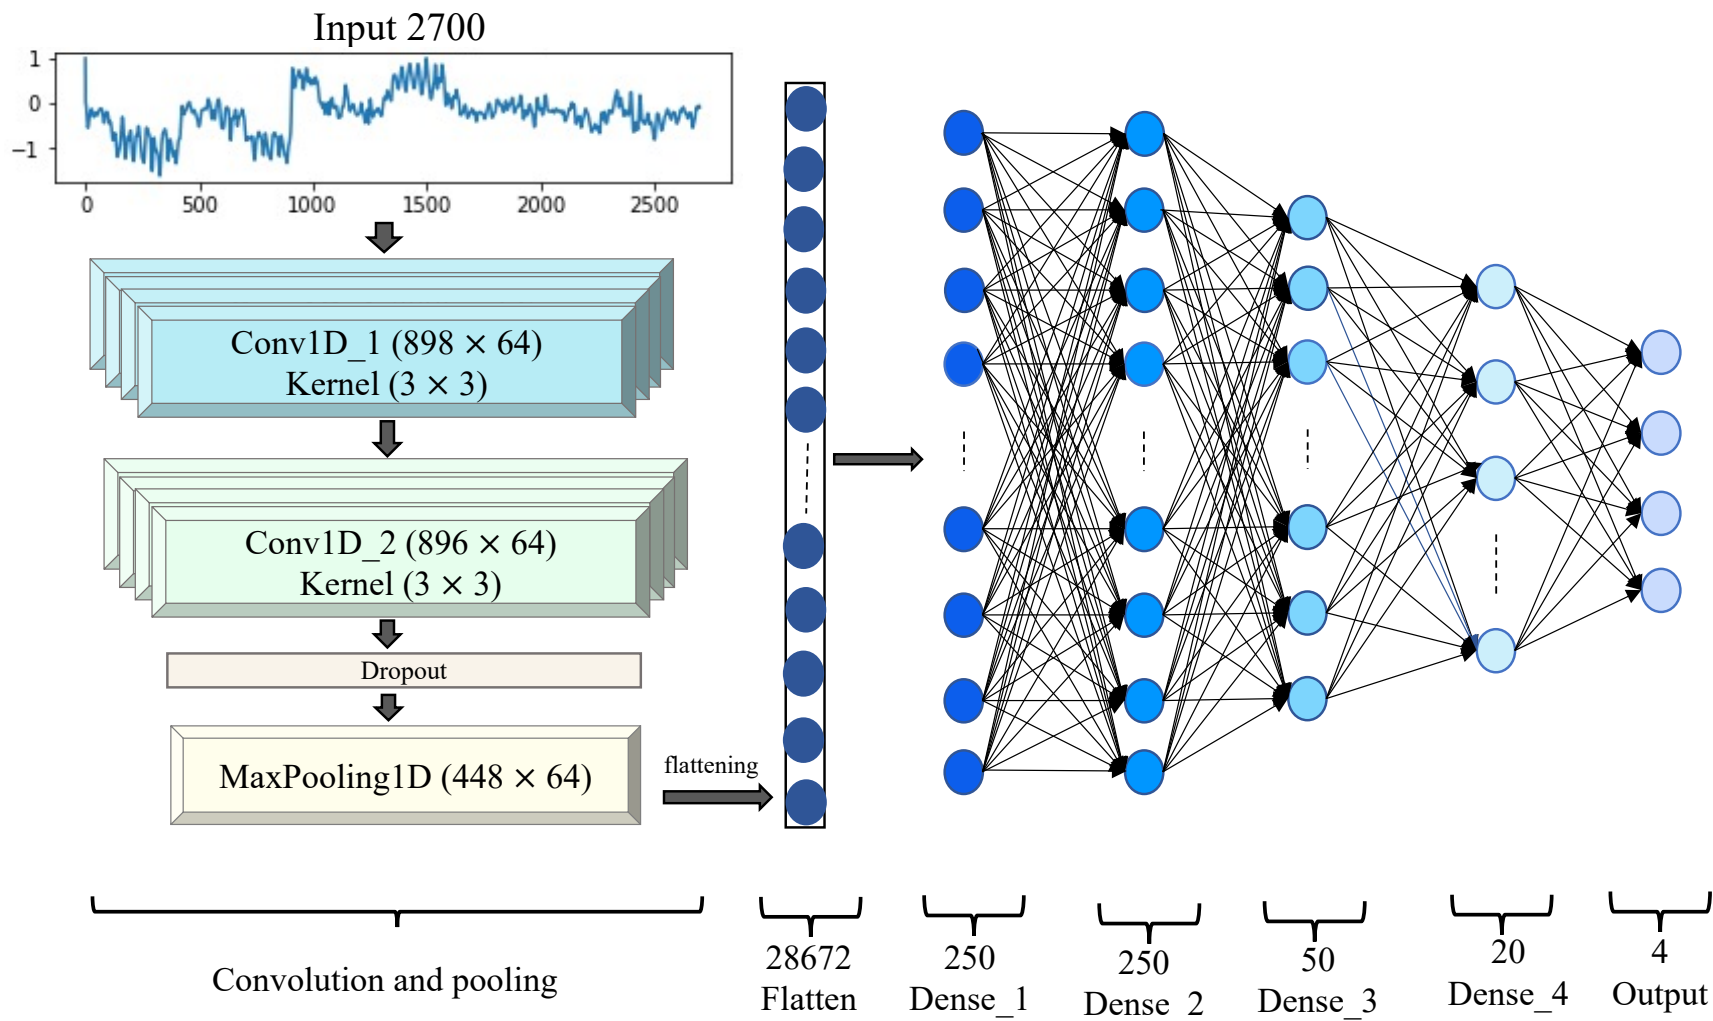 Input 2700
1
0
−1
0
500
1000
1500
2000
2500
Conv1D_1 (898 × 64)
Kernel (3 × 3)
Conv1D_2 (896 × 64)
Kernel (3 × 3)
Dropout
MaxPooling1D (448 × 64)
flattening
Convolution and pooling
28672
Flatten
250
Dense_1
250
Dense 2
50
Dense_3
20
Dense_4
4
Output